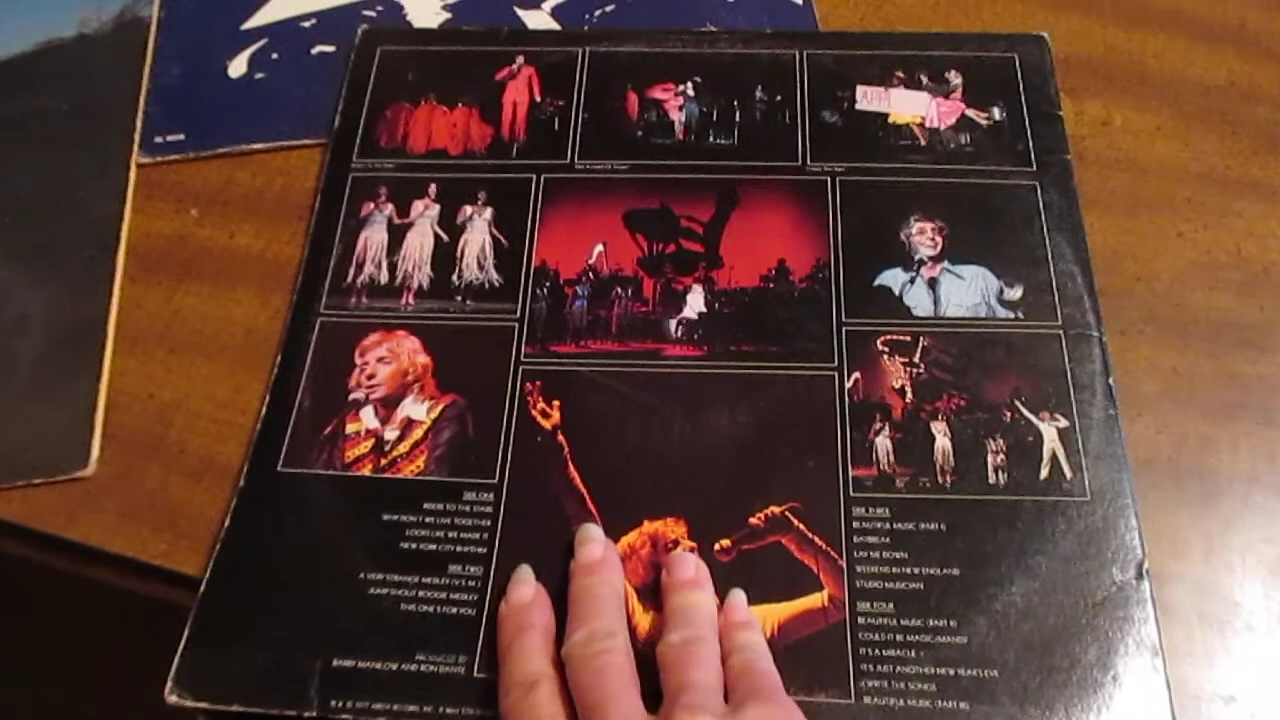 APPL
SIDE ONE
RIDERS TO THE STARS
WHY DON'T WE LIVE TOGETHER
LOOKS LIKE WE MADE IT
NEW YORK CITY RHYTHM
SIDE TWO
A VERY STRANGE MEDLEY (V.S.M.)
JUMP SHOUT BOOGIE MEDLEY
THIS ONE'S FOR YOU
PRODUCED BY
BARRY MANILOW AND RON DANTE
SIDE THREE
BEAUTIFUL MUSIC (PART I)
DAYBREAK
LAY ME DOWN
WEEKEND IN NEW ENGLAND
STUDIO MUSICIAN
SIDE FOUR
BEAUTIFUL MUSIC (PART II)
COULD IT BE MAGIC/MANDY
IT'S A MIRACLE
IT'S JUST ANOTHER NEW YEAR'S EVE
I WRITE THE SONGS
BEAUTIFUL MUSIC (PART III)